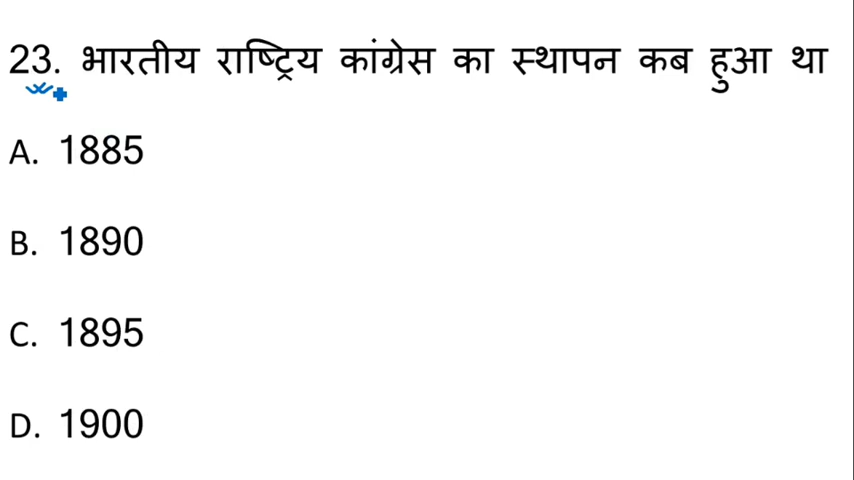 23. भारतीय राष्ट्रिय कांग्रेस का स्थापन कब हुआ था
A. 1885
B. 1890
C. 1895
D. 1900